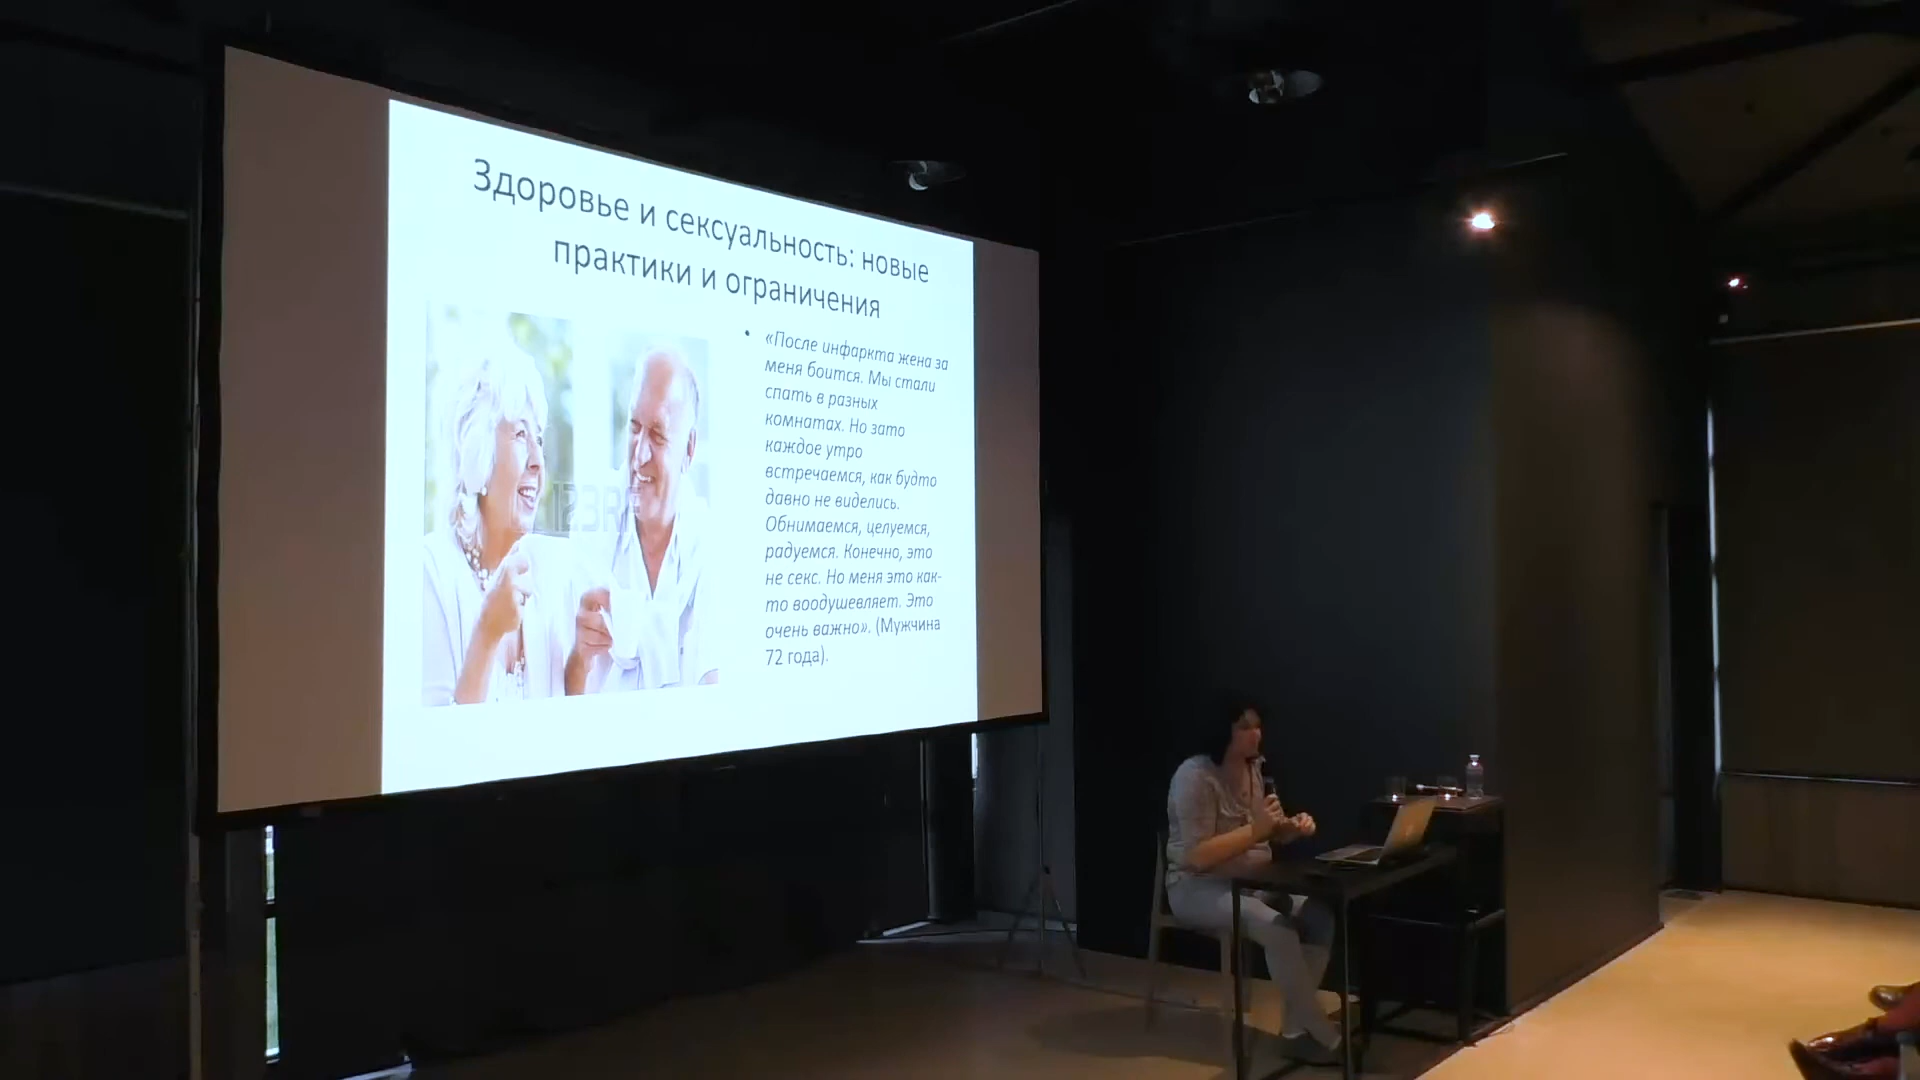 Здоровье и сексуальность: новые
практики и ограничения
• «После инфаркта жена за
меня боится. Мы стали
спать в разных
комнатах. Но зато
каждое утро
встречаемся, как будто
давно не виделись.
Обнимаемся, целуемся,
радуемся. Конечно, это
не секс. Но меня это как-
то воодушевляет. Это
очень важно». (Мужчина
72 года).
123RF